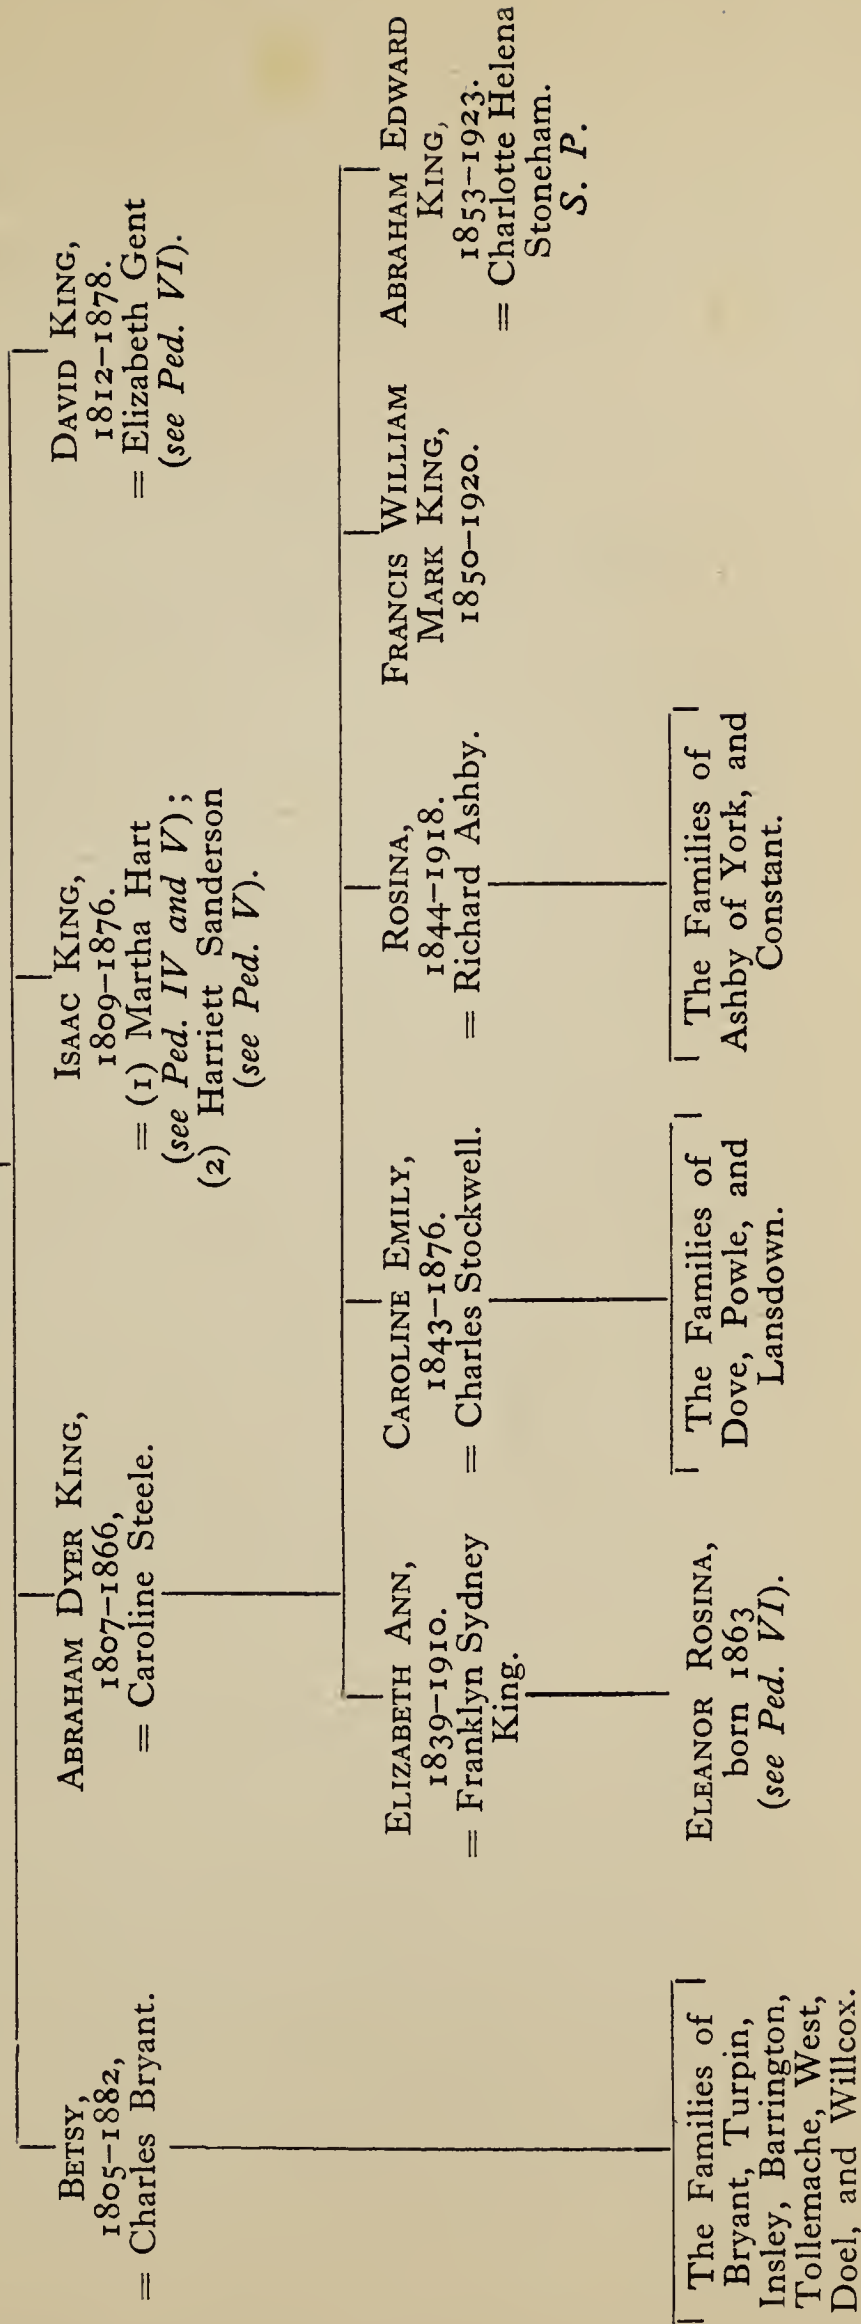 BETSY,
1805–1882,
= Charles Bryant.
ABRAHAM DYER KING,
1807–1866,
= Caroline Steele.
ISAAC KING,
1809–1876.
= (1) Martha Hart
(see Ped. IV and V);
(2) Harriett Sanderson
(see Ped. V).
DAVID KING,
1812–1878.
= Elizabeth Gent
(see Ped. VI).
ELIZABETH ANN,
1839–1910.
= Franklyn Sydney
King.
CAROLINE EMILY,
1843–1876.
= Charles Stockwell.
ROSINA,
1844–1918.
= Richard Ashby.
FRANCIS WILLIAM
MARK KING,
1850–1920.
ABRAHAM EDWARD
KING,
1853–1923.
= Charlotte Helena
Stoneham.
S. P.
The Families of
Bryant, Turpin,
Insley, Barrington,
Tollemache, West,
Doel, and Willcox.
ELEANOR ROSINA,
born 1863
(see Ped. VI).
The Families of
Dove, Powle, and
Lansdown.
The Families of
Ashby of York, and
Constant.